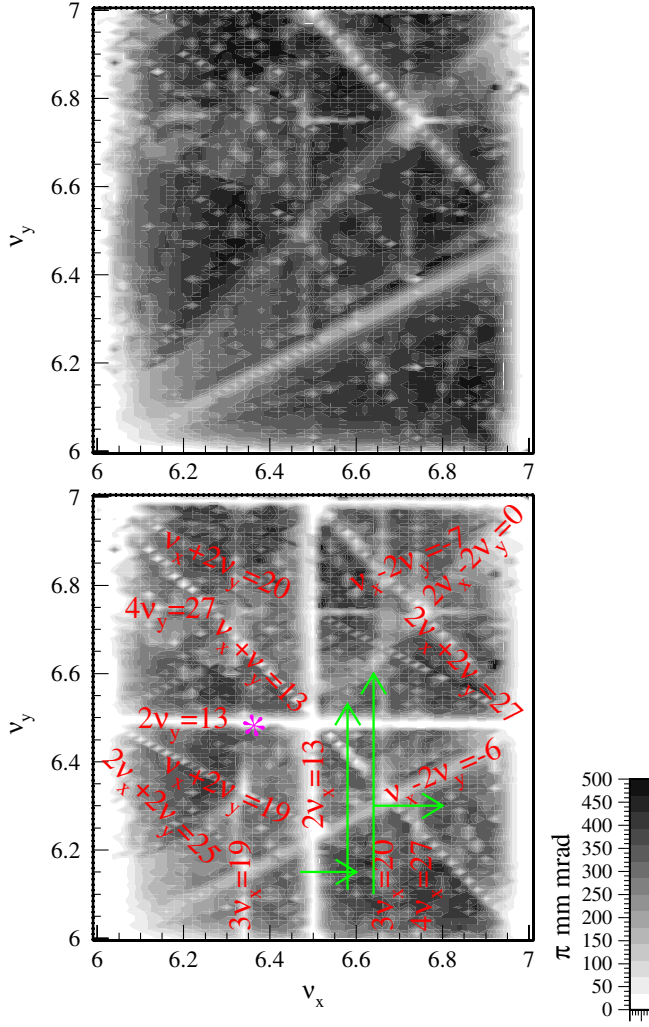 7
6.8
6.6
ν_y
6.4
6.2
6
6 6.2 6.4 6.6 6.8 7
7
ν_x-2ν_y=-7
2ν_x-2ν_y=0
ν_x+2ν_y=20
6.8
4ν_y=27
ν_x+ν_y=13
2ν_x+2ν_y=27
6.6
ν_y
2ν_y=13 *
2ν_x=13
6.4
ν_x-2ν_y=-6
ν_x+2ν_y=19
2ν_x+2ν_y=25
6.2
3ν_x=19
3ν_x=20
4ν_x=27
6
6 6.2 6.4 6.6 6.8 7
ν_x
500
450
400
350
300
250
200
150
100
50
0
π mm mrad